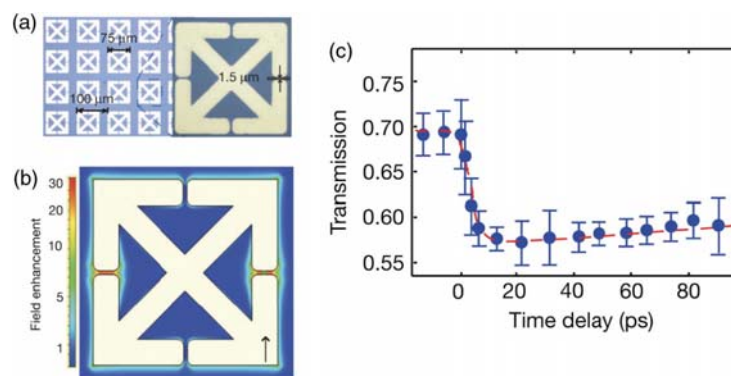 (a)
75 μm
100 μm
1.5 μm
(b)
Field enhancement
30
20
10
5
1
(c)
Transmission
0.75
0.70
0.65
0.60
0.55
0 20 40 60 80
Time delay (ps)